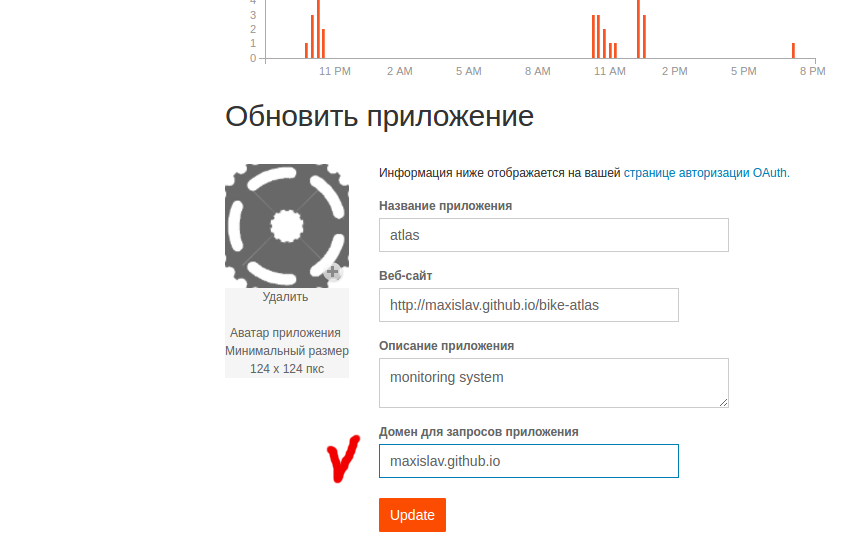 4
3
2
1
0
11 PM 2 AM 5 AM 8 AM 11 AM 2 PM 5 PM 8 PM
Обновить приложение
Информация ниже отображается на вашей странице авторизации OAuth.
Название приложения
atlas
Веб-сайт
http://maxislav.github.io/bike-atlas
Удалить
Аватар приложения
Минимальный размер
124 x 124 пкс
Описание приложения
monitoring system
Домен для запросов приложения
maxislav.github.io
Update